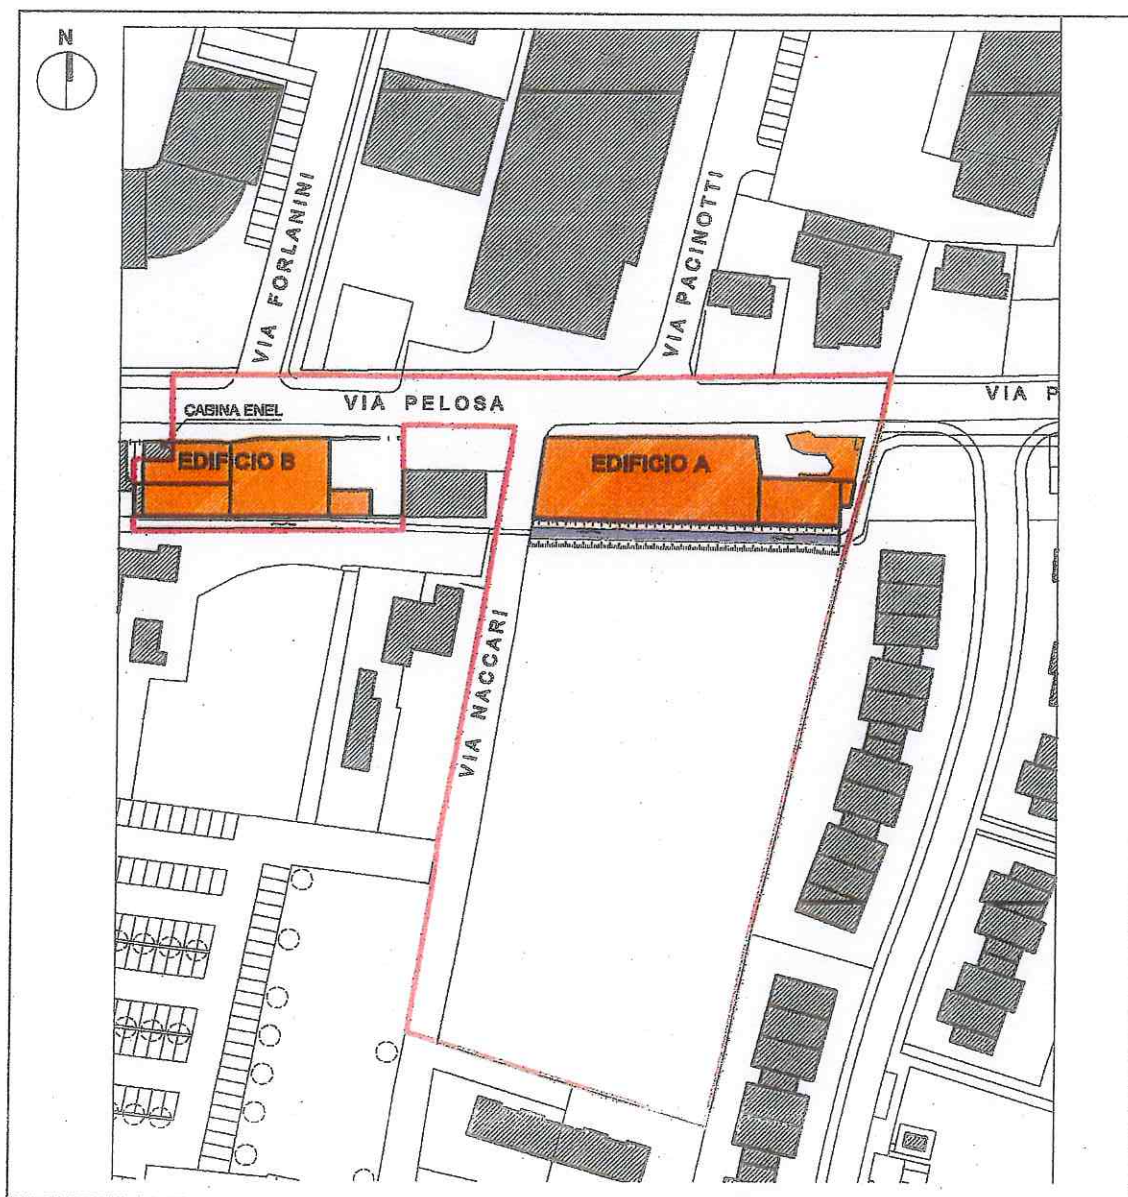 N
VIA FORLANINI
VIA PACINOTTI
VIA PELOSA
VIA P
CABINA ENEL
EDIFICIO B
EDIFICIO A
VIA NACCARI